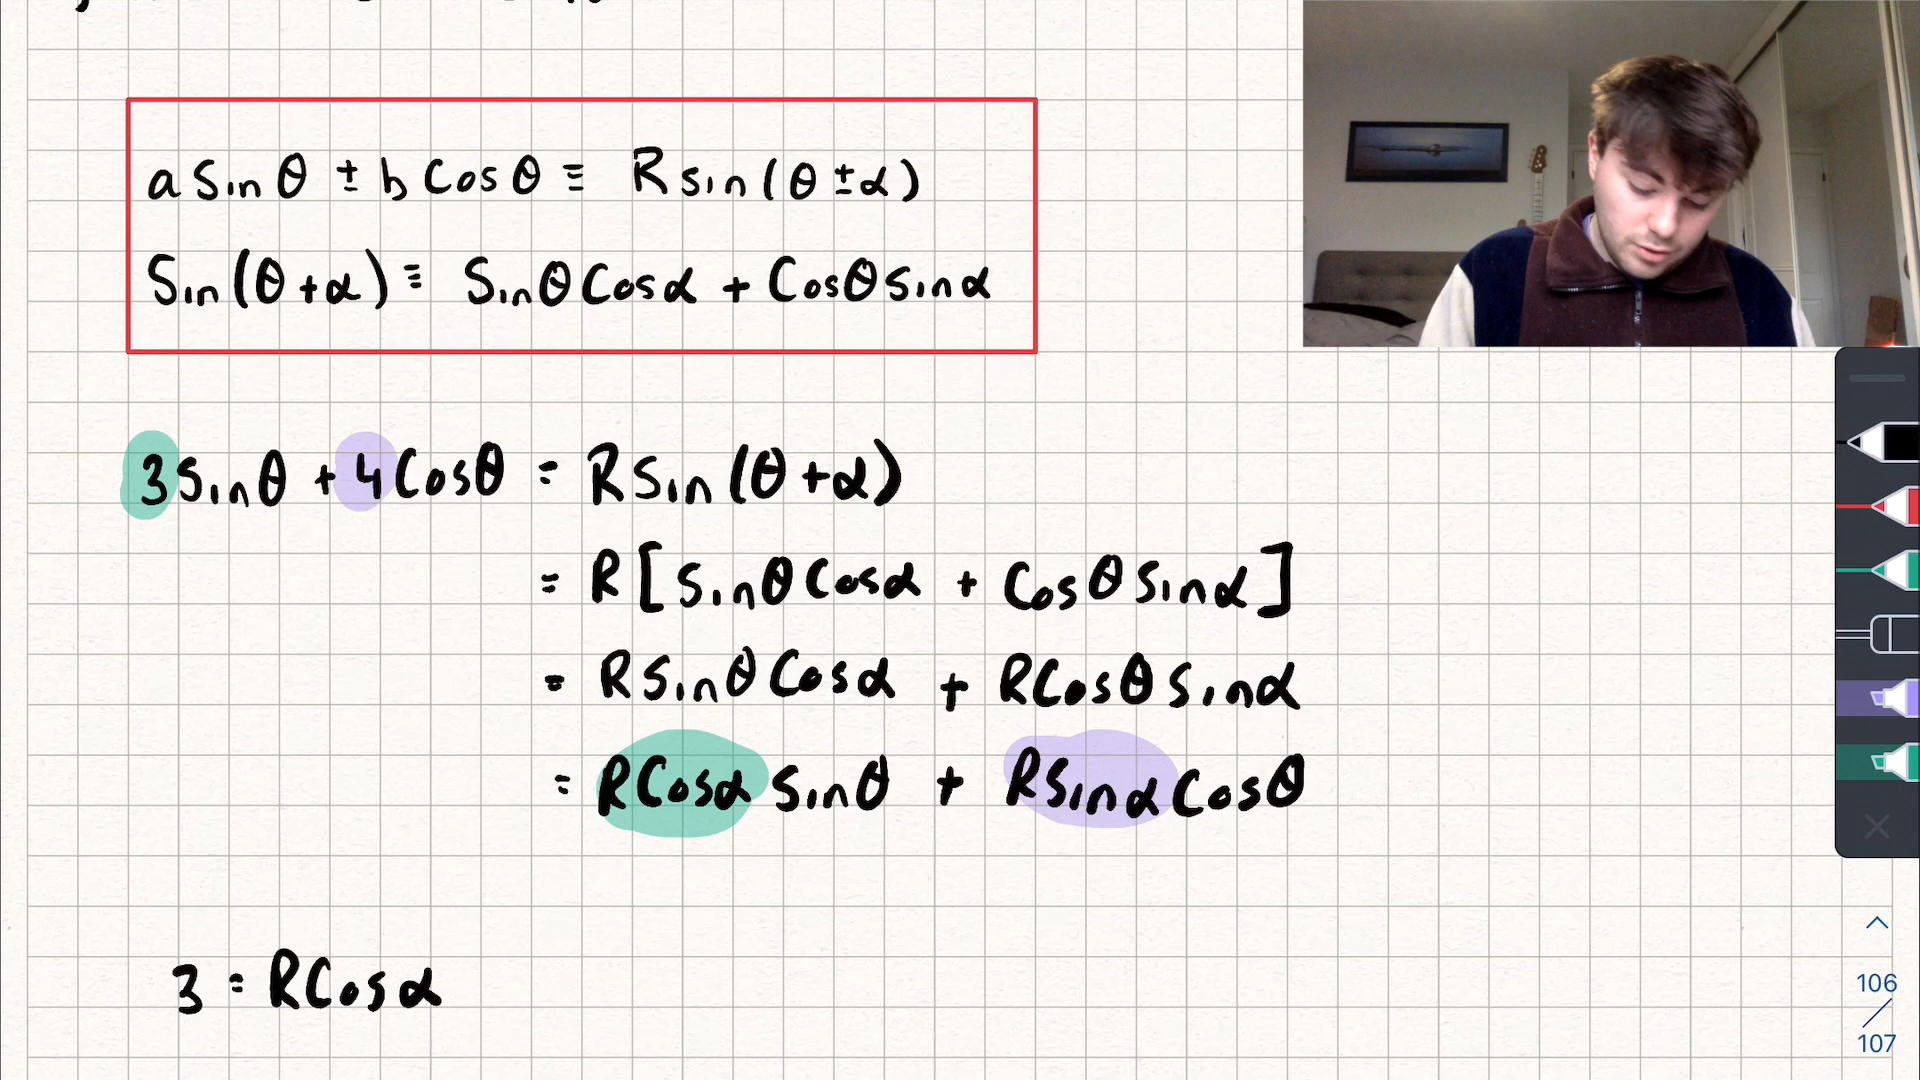 a sin θ ± b cos θ ≡ R sin (θ ± α)
Sin(θ + α) ≡ Sin θ Cos α + Cos θ sin α
3 sin θ + 4 Cos θ = R Sin (θ + α)
= R [ sin θ Cos α + Cos θ sin α ]
= R sin θ Cos α + R Cos θ sin α
= R Cos α sin θ + R sin α Cos θ
3 = R Cos α
106
/
107